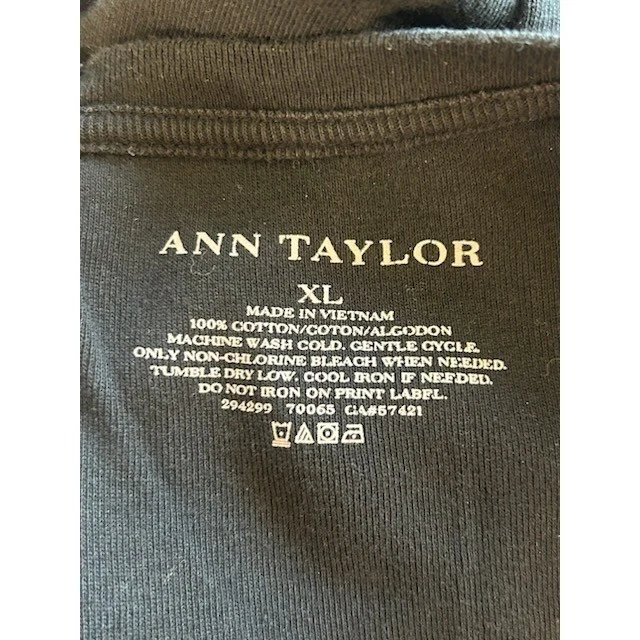 ANN TAYLOR
XL
MADE IN VIETNAM
100% COTTON/COTON/ALGODON
MACHINE WASH COLD. GENTLE CYCLE.
ONLY NON-CHLORINE BLEACH WHEN NEEDED.
TUMBLE DRY LOW. COOL IRON IF NEEDED.
DO NOT IRON ON PRINT LABEL.
294299 70065 CA#57421